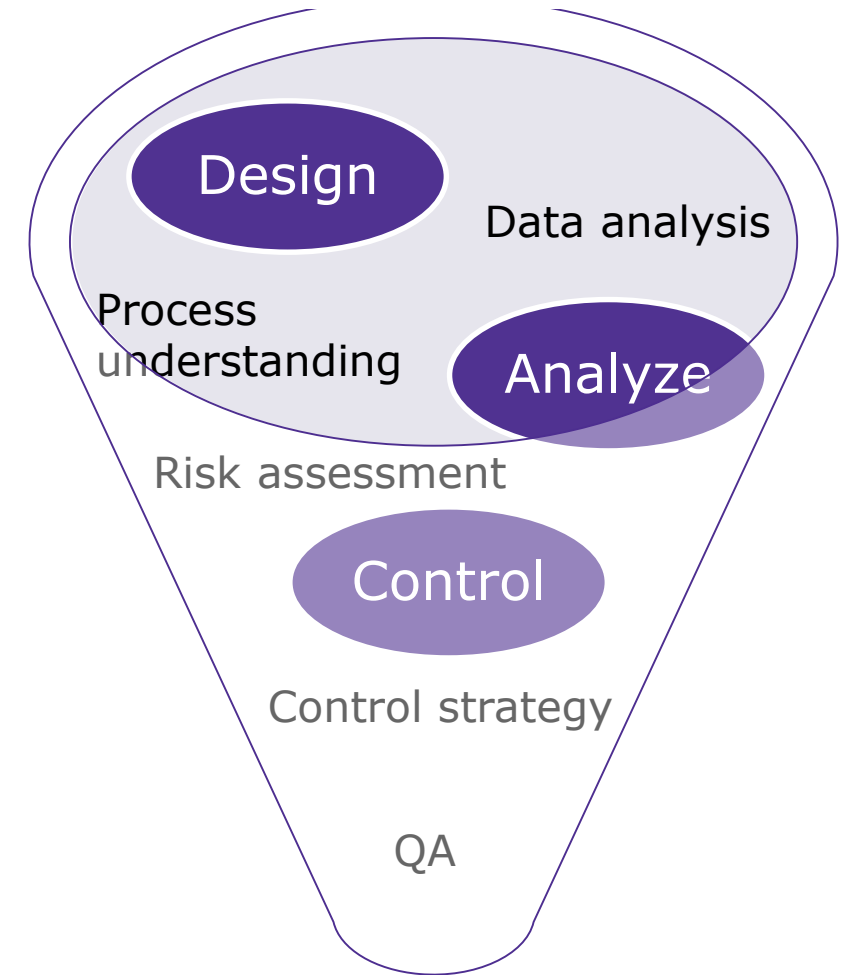 Design
Data analysis
Process
understanding
Analyze
Risk assessment
Control
Control strategy
QA